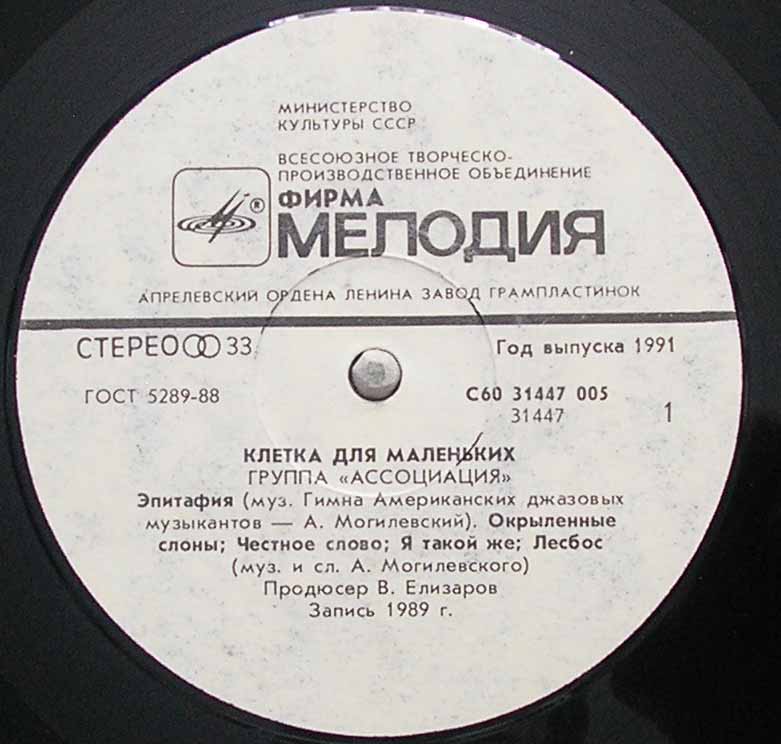 МИНИСТЕРСТВО
КУЛЬТУРЫ СССР
ВСЕСОЮЗНОЕ ТВОРЧЕСКО-
ПРОИЗВОДСТВЕННОЕ ОБЪЕДИНЕНИЕ
®
ФИРМА
МЕЛОДИЯ
АПРЕЛЕВСКИЙ ОРДЕНА ЛЕНИНА ЗАВОД ГРАМПЛАСТИНОК
СТЕРЕО 33
Год выпуска 1991
ГОСТ 5289-88
С60 31447 005
31447
1
КЛЕТКА ДЛЯ МАЛЕНЬКИХ
ГРУППА «АССОЦИАЦИЯ»
Эпитафия (муз. Гимна Американских джазовых
музыкантов — А. Могилевский). Окрыленные
слоны; Честное слово; Я такой же; Лесбос
(муз. и сл. А. Могилевского)
Продюсер В. Елизаров
Запись 1989 г.